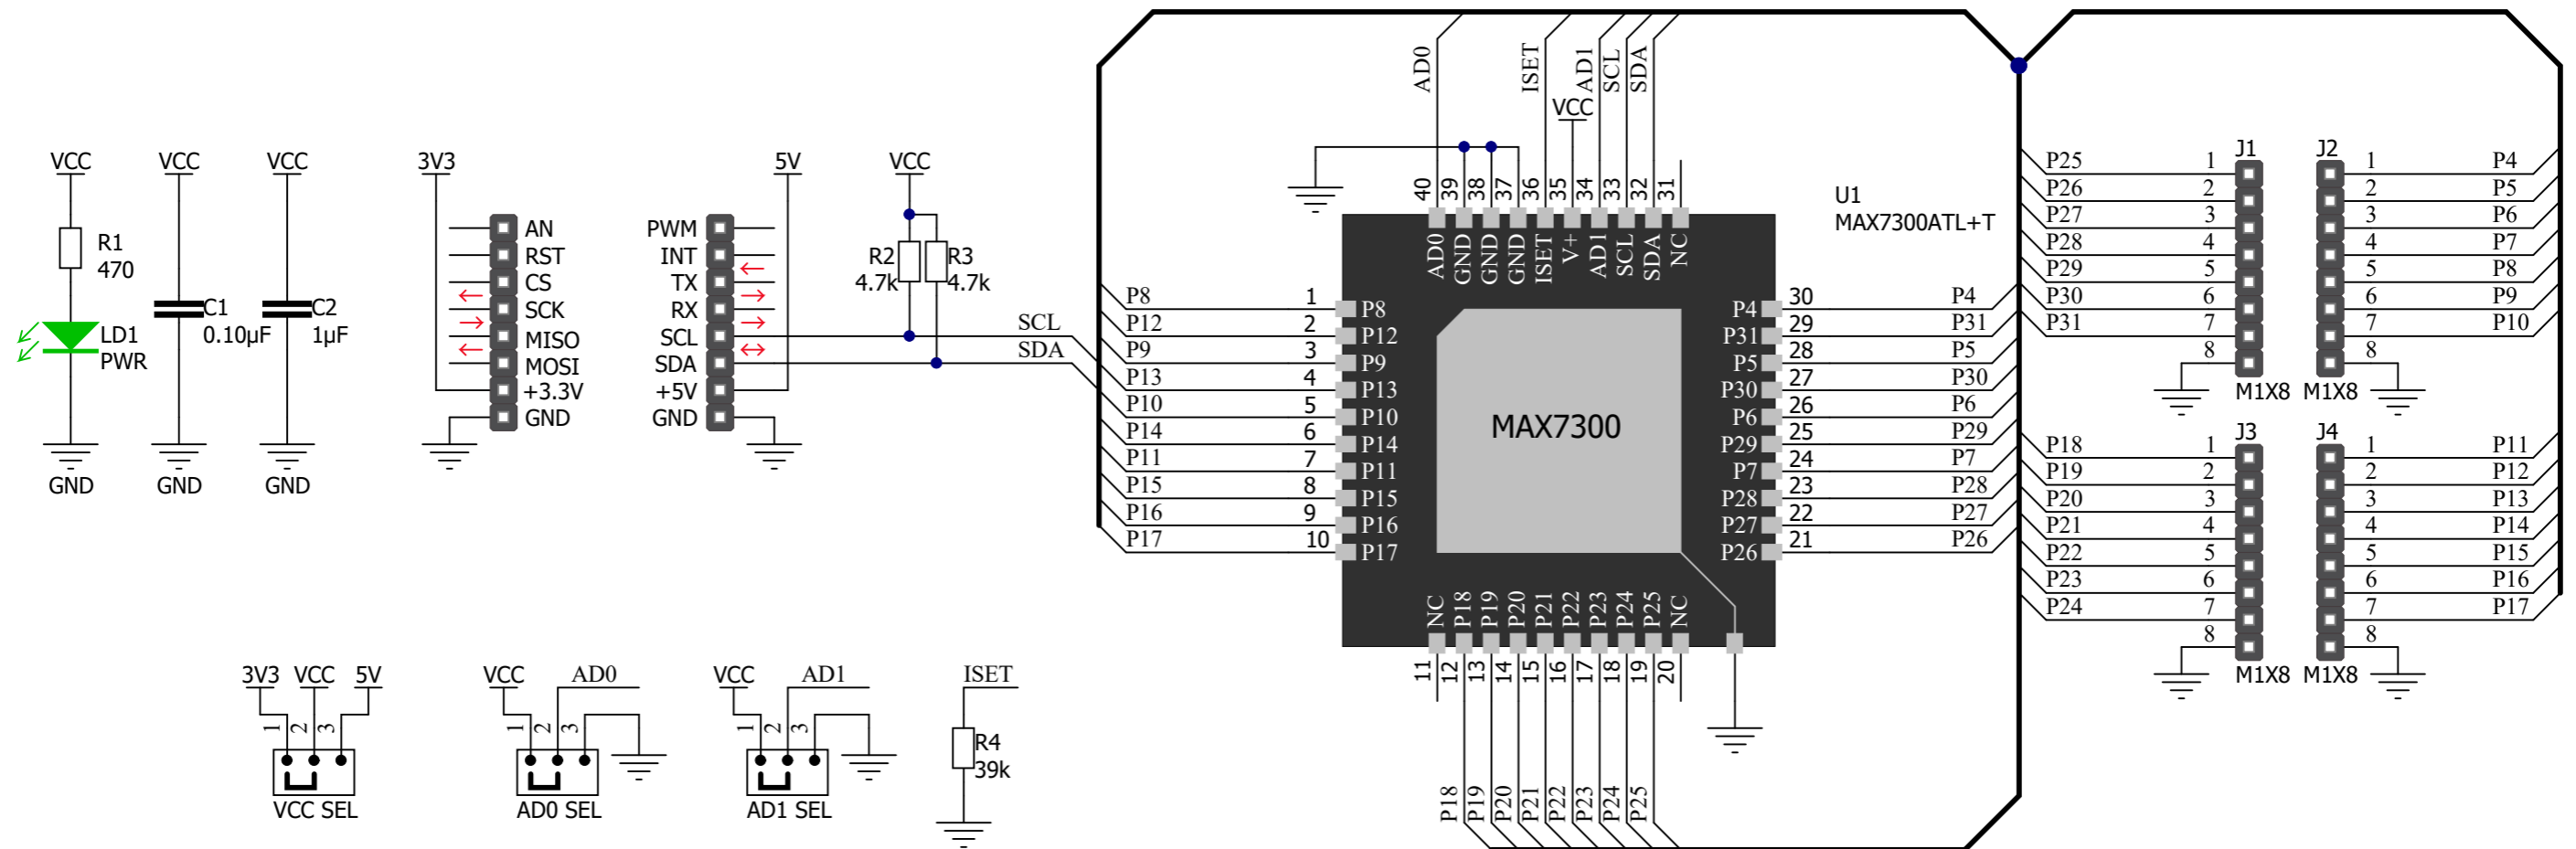 VCC
R1
470
LD1
PWR
GND
VCC
C1
0.10µF
GND
VCC
C2
1µF
GND
3V3
AN
RST
CS
SCK
MISO
MOSI
+3.3V
GND
5V
PWM
INT
TX
RX
SCL
SDA
+5V
GND
VCC
R2
4.7k
R3
4.7k
SCL
SDA
3V3 VCC 5V
1 2 3
VCC SEL
VCC AD0
1 2 3
AD0 SEL
VCC AD1
1 2 3
AD1 SEL
ISET
R4
39k
AD0 ISET AD1 SCL SDA
VCC
40 39 38 37 36 35 34 33 32 31
AD0 GND GND GND ISET V+ AD1 SCL SDA NC
U1
MAX7300ATL+T
MAX7300
P8 1 P8
P12 2 P12
P9 3 P9
P13 4 P13
P10 5 P10
P14 6 P14
P11 7 P11
P15 8 P15
P16 9 P16
P17 10 P17
P4 30 P4
P31 29 P31
P5 28 P5
P30 27 P30
P6 26 P6
P29 25 P29
P7 24 P7
P28 23 P28
P27 22 P27
P26 21 P26
NC P18 P19 P20 P21 P22 P23 P24 P25 NC
11 12 13 14 15 16 17 18 19 20
P18 P19 P20 P21 P22 P23 P24 P25
J1
P25 1
P26 2
P27 3
P28 4
P29 5
P30 6
P31 7
8
M1X8
J2
1 P4
2 P5
3 P6
4 P7
5 P8
6 P9
7 P10
8
M1X8
J3
P18 1
P19 2
P20 3
P21 4
P22 5
P23 6
P24 7
8
M1X8
J4
1 P11
2 P12
3 P13
4 P14
5 P15
6 P16
7 P17
8
M1X8